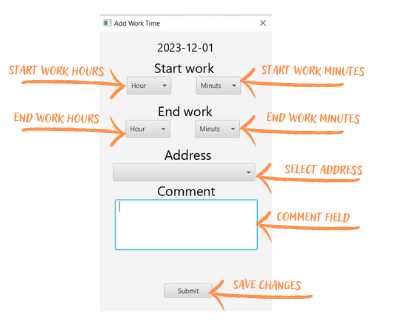 Add Work Time
2023-12-01
START WORK HOURS
Start work
START WORK MINUTES
Hour
Minuts
END WORK HOURS
End work
END WORK MINUTES
Hour
Minuts
Address
SELECT ADDRESS
Comment
COMMENT FIELD
Submit
SAVE CHANGES